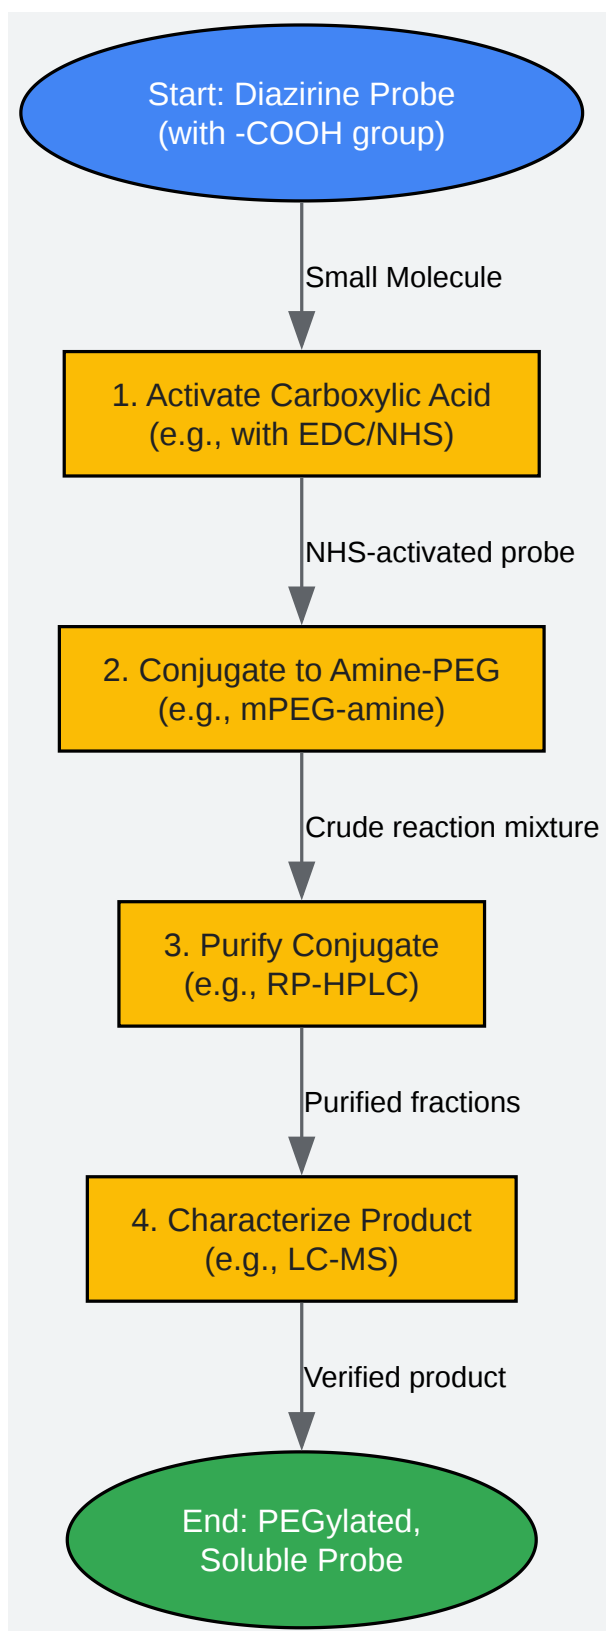 Start: Diazirine Probe
(with -COOH group)
Small Molecule
1. Activate Carboxylic Acid
(e.g., with EDC/NHS)
NHS-activated probe
2. Conjugate to Amine-PEG
(e.g., mPEG-amine)
Crude reaction mixture
3. Purify Conjugate
(e.g., RP-HPLC)
Purified fractions
4. Characterize Product
(e.g., LC-MS)
Verified product
End: PEGylated,
Soluble Probe